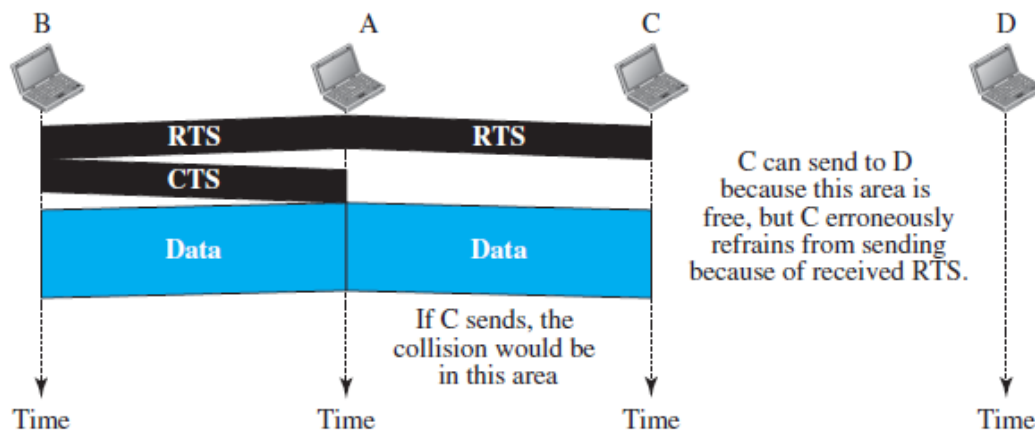 B
A
C
D
RTS
RTS
CTS
Data
Data
C can send to D
because this area is
free, but C erroneously
refrains from sending
because of received RTS.
If C sends, the
collision would be
in this area
Time
Time
Time
Time